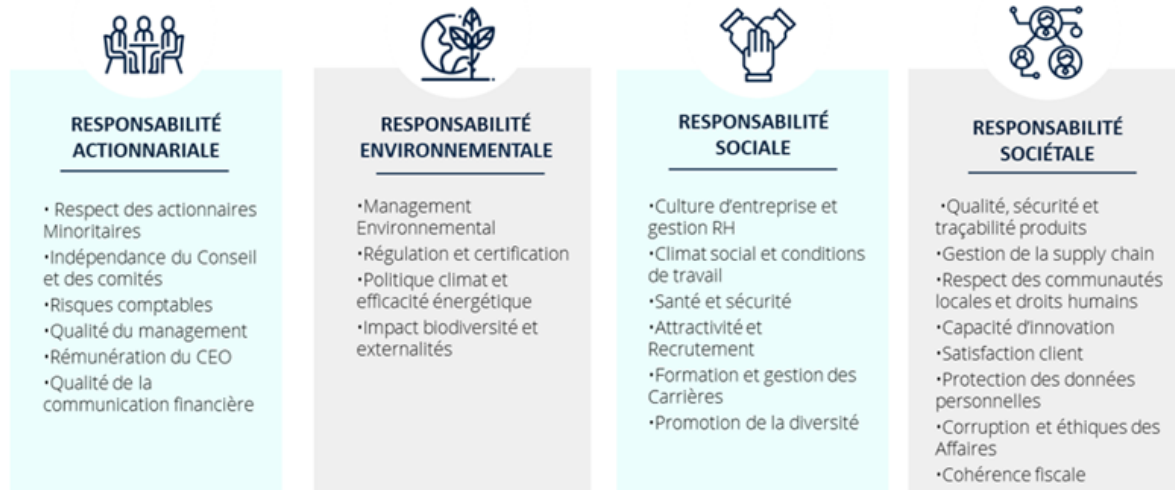 RESPONSABILITÉ
ACTIONNARIALE
• Respect des actionnaires
Minoritaires
•Indépendance du Conseil
et des comités
•Risques comptables
•Qualité du management
•Rémunération du CEO
•Qualité de la
communication financière
RESPONSABILITÉ
ENVIRONNEMENTALE
•Management
Environnemental
•Régulation et certification
•Politique climat et
efficacité énergétique
•Impact biodiversité et
externalités
RESPONSABILITÉ
SOCIALE
•Culture d’entreprise et
gestion RH
•Climat social et conditions
de travail
•Santé et sécurité
•Attractivité et
Recrutement
•Formation et gestion des
Carrières
•Promotion de la diversité
RESPONSABILITÉ
SOCIÉTALE
•Qualité, sécurité et
traçabilité produits
•Gestion de la supply chain
•Respect des communautés
locales et droits humains
•Capacité d’innovation
•Satisfaction client
•Protection des données
personnelles
•Corruption et éthiques des
Affaires
•Cohérence fiscale